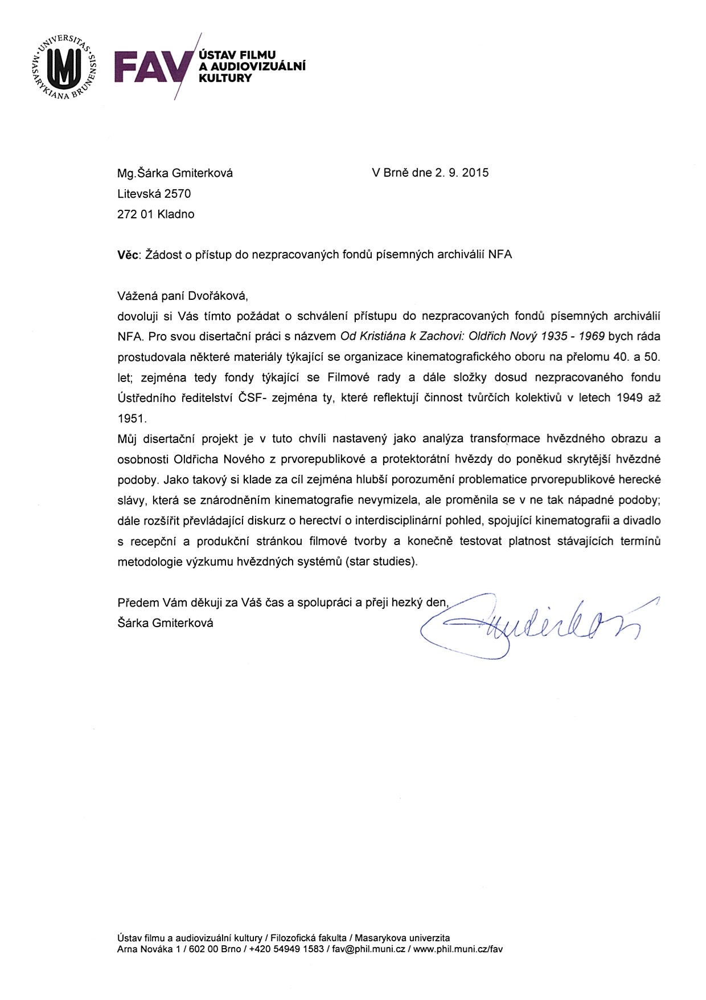 UNIVERSITAS · MASARYKIANA BRUNENSIS ·
MU
FAV
ÚSTAV FILMU
A AUDIOVIZUÁLNÍ
KULTURY
Mg.Šárka Gmiterková V Brně dne 2. 9. 2015
Litevská 2570
272 01 Kladno
Věc: Žádost o přístup do nezpracovaných fondů písemných archiválií NFA
Vážená paní Dvořáková,
dovoluji si Vás tímto požádat o schválení přístupu do nezpracovaných fondů písemných archiválií
NFA. Pro svou disertační práci s názvem Od Kristiána k Zachovi: Oldřich Nový 1935 - 1969 bych ráda
prostudovala některé materiály týkající se organizace kinematografického oboru na přelomu 40. a 50.
let; zejména tedy fondy týkající se Filmové rady a dále složky dosud nezpracovaného fondu
Ústředního ředitelství ČSF- zejména ty, které reflektují činnost tvůrčích kolektivů v letech 1949 až
1951.
Můj disertační projekt je v tuto chvíli nastavený jako analýza transformace hvězdného obrazu a
osobnosti Oldřicha Nového z prvorepublikové a protektorátní hvězdy do poněkud skrytější hvězdné
podoby. Jako takový si klade za cíl zejména hlubší porozumění problematice prvorepublikové herecké
slávy, která se znárodněním kinematografie nevymizela, ale proměnila se v ne tak nápadné podoby;
dále rozšířit převládající diskurz o herectví o interdisciplinární pohled, spojující kinematografii a divadlo
s recepční a produkční stránkou filmové tvorby a konečně testovat platnost stávajících termínů
metodologie výzkumu hvězdných systémů (star studies).
Předem Vám děkuji za Váš čas a spolupráci a přeji hezký den,
Šárka Gmiterková
Ústav filmu a audiovizuální kultury / Filozofická fakulta / Masarykova univerzita
Arna Nováka 1 / 602 00 Brno / +420 54949 1583 / fav@phil.muni.cz / www.phil.muni.cz/fav